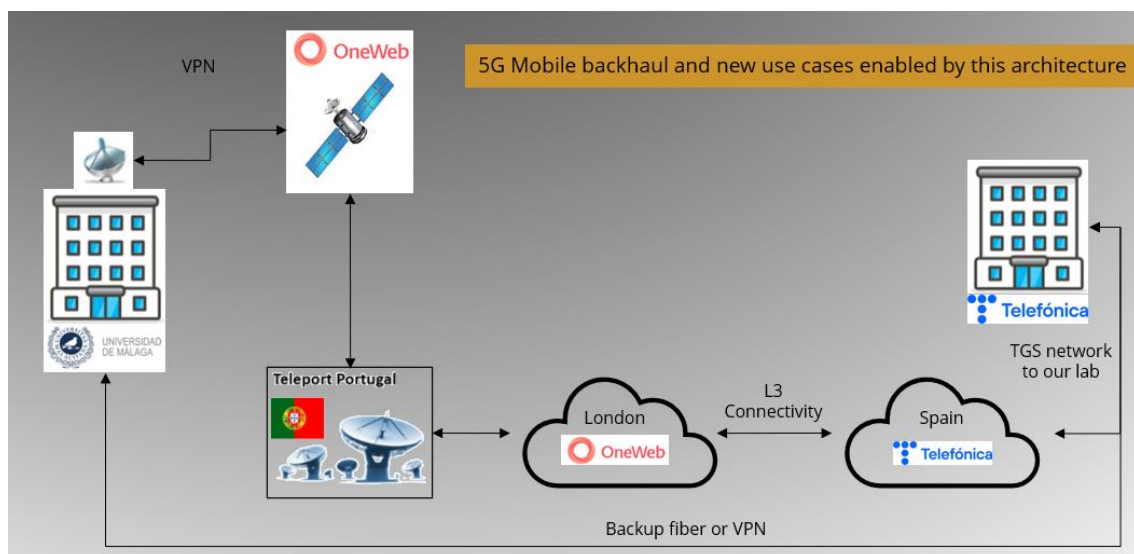 VPN
OneWeb
5G Mobile backhaul and new use cases enabled by this architecture
UNIVERSIDAD
DE MÁLAGA
Telefónica
TGS network
to our lab
Teleport Portugal
London
OneWeb
L3
Connectivity
Spain
Telefónica
Backup fiber or VPN